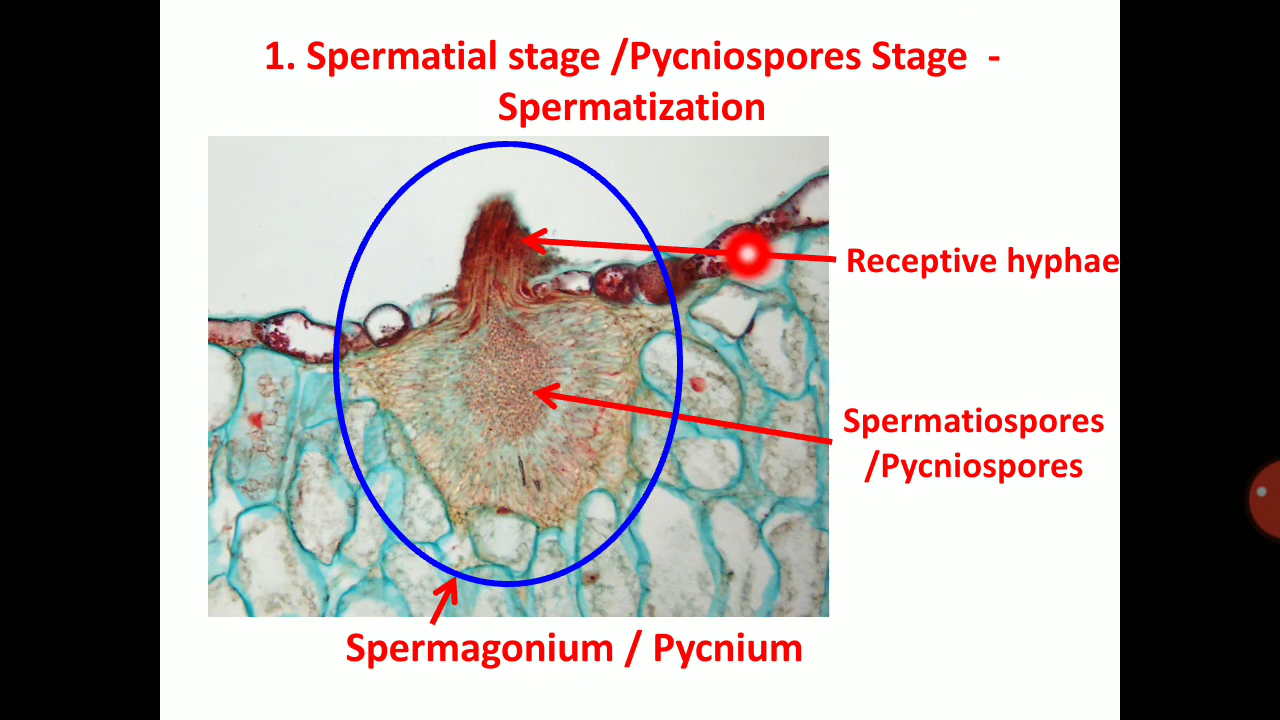 1. Spermatial stage /Pycniospores Stage -
Spermatization
Receptive hyphae
Spermatiospores
/Pycniospores
Spermagonium / Pycnium